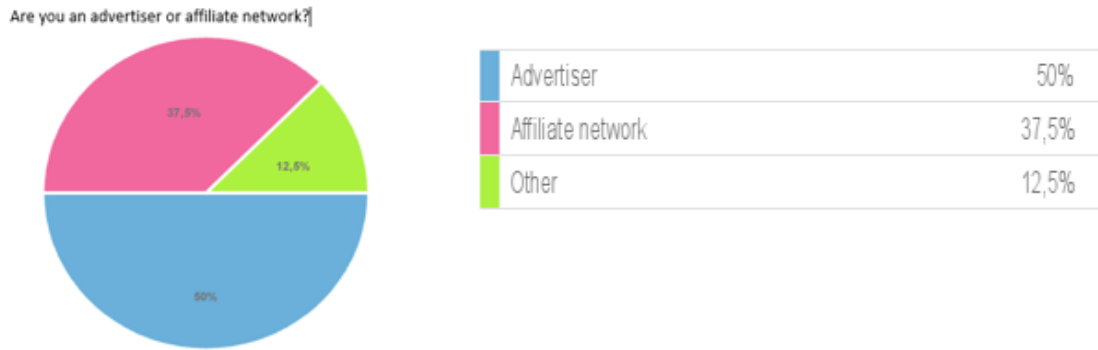 Are you an advertiser or affiliate network?
37,5%
12,5%
50%
Advertiser 50%
Affiliate network 37,5%
Other 12,5%